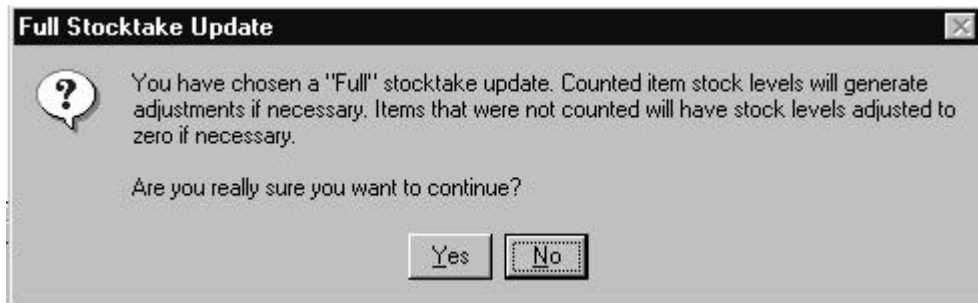 Full Stocktake Update
You have chosen a "Full" stocktake update. Counted item stock levels will generate
adjustments if necessary. Items that were not counted will have stock levels adjusted to
zero if necessary.
Are you really sure you want to continue?
Yes No